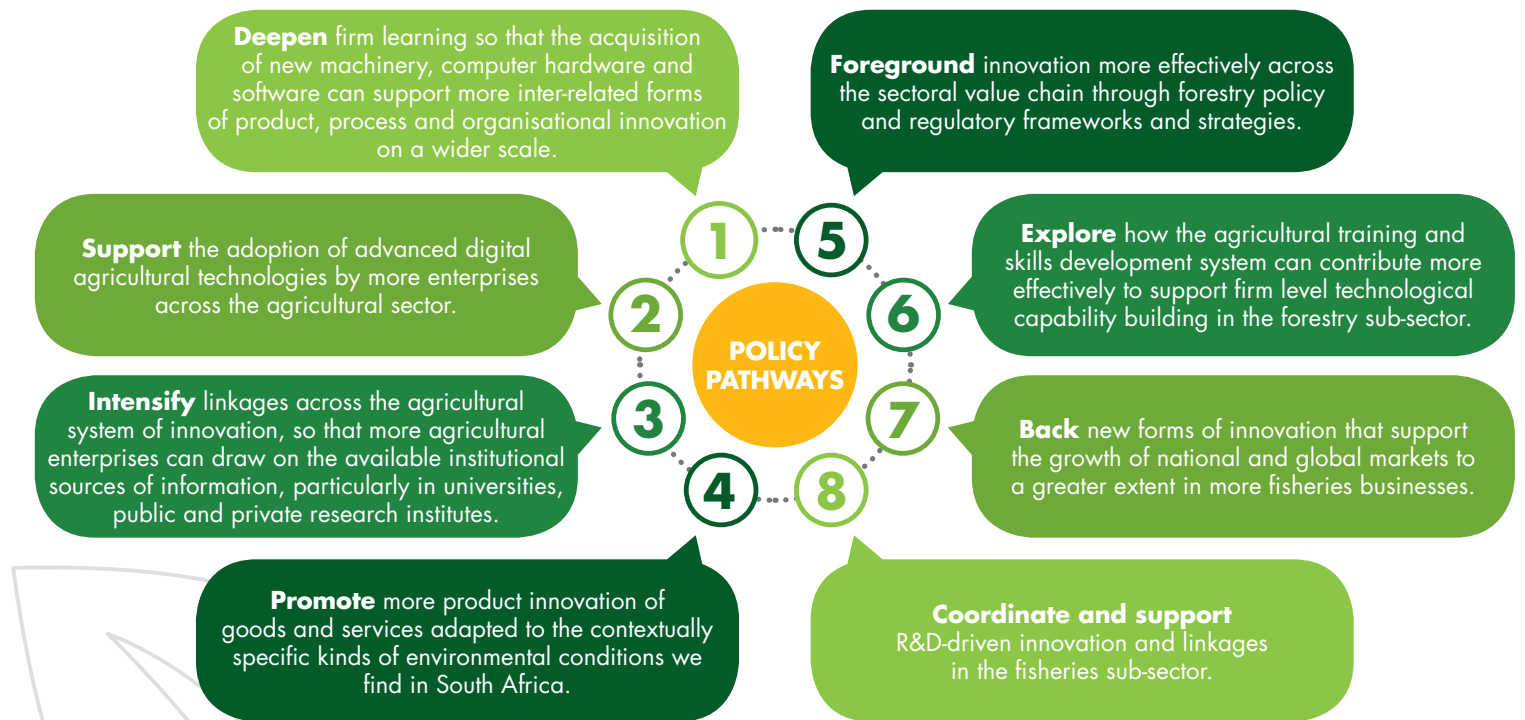 Deepen firm learning so that the acquisition
of new machinery, computer hardware and
software can support more inter-related forms
of product, process and organisational innovation
on a wider scale.
Support the adoption of advanced digital
agricultural technologies by more enterprises
across the agricultural sector.
Intensify linkages across the agricultural
system of innovation, so that more agricultural
enterprises can draw on the available institutional
sources of information, particularly in universities,
public and private research institutes.
Promote more product innovation of
goods and services adapted to the contextually
specific kinds of environmental conditions we
find in South Africa.
1
2
3
4
POLICY
PATHWAYS
5
6
7
8
Foreground innovation more effectively across
the sectoral value chain through forestry policy
and regulatory frameworks and strategies.
Explore how the agricultural training and
skills development system can contribute more
effectively to support firm level technological
capability building in the forestry sub-sector.
Back new forms of innovation that support
the growth of national and global markets to
a greater extent in more fisheries businesses.
Coordinate and support
R&D-driven innovation and linkages
in the fisheries sub-sector.